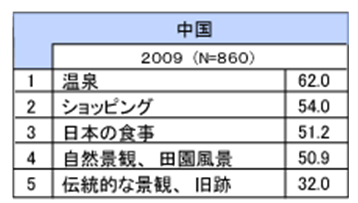 中国
2009（N=860）
1 温泉 62.0
2 ショッピング 54.0
3 日本の食事 51.2
4 自然景観、田園風景 50.9
5 伝統的な景観、旧跡 32.0